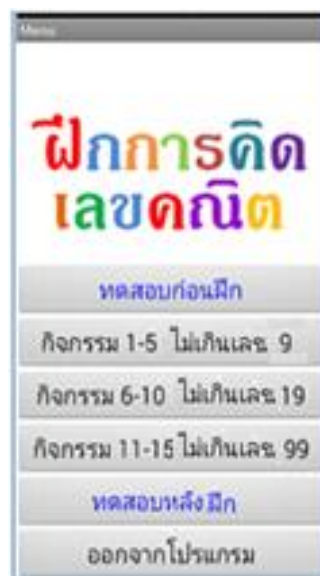 Menu
ฝึกการคิด
เลขคณิต
ทดสอบก่อนฝึก
กิจกรรม 1-5 ไม่เกินเลข 9
กิจกรรม 6-10 ไม่เกินเลข 19
กิจกรรม 11-15 ไม่เกินเลข 99
ทดสอบหลังฝึก
ออกจากโปรแกรม